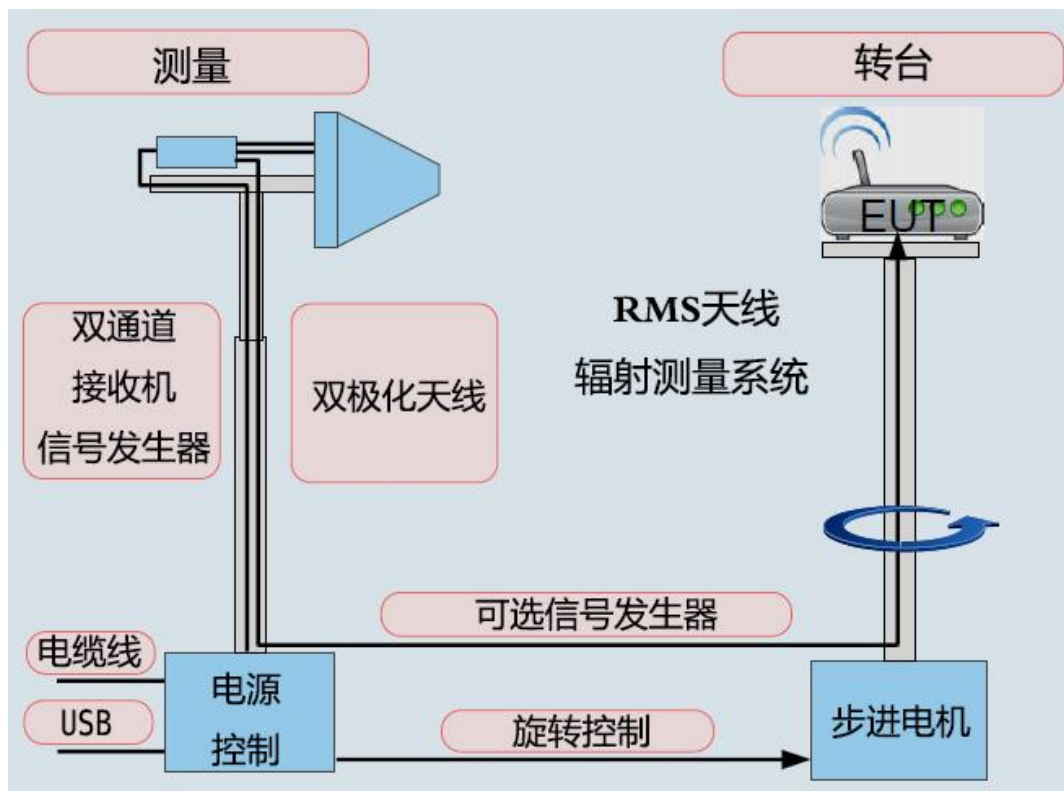 测量
转台
EUT
RMS天线
辐射测量系统
双通道
接收机
信号发生器
双极化天线
可选信号发生器
电缆线
USB
电源
控制
旋转控制
步进电机